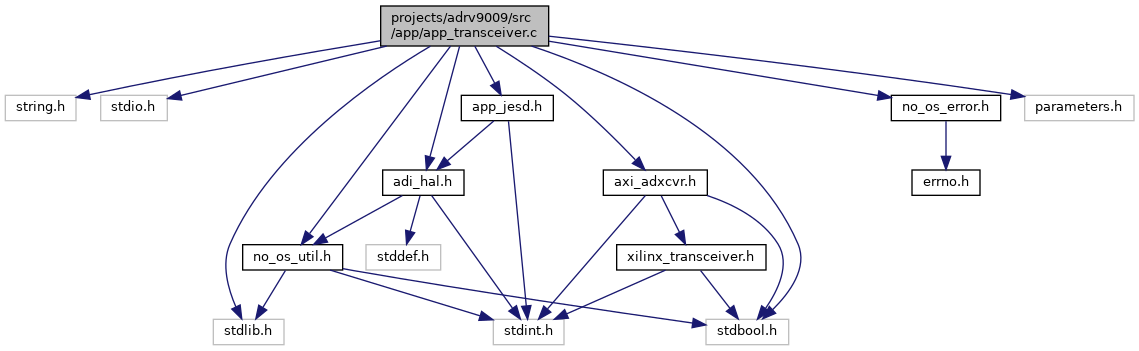 projects/adrv9009/src
/app/app_transceiver.c
string.h
stdio.h
app_jesd.h
no_os_error.h
parameters.h
adi_hal.h
axi_adxcvr.h
errno.h
no_os_util.h
stddef.h
xilinx_transceiver.h
stdlib.h
stdint.h
stdbool.h